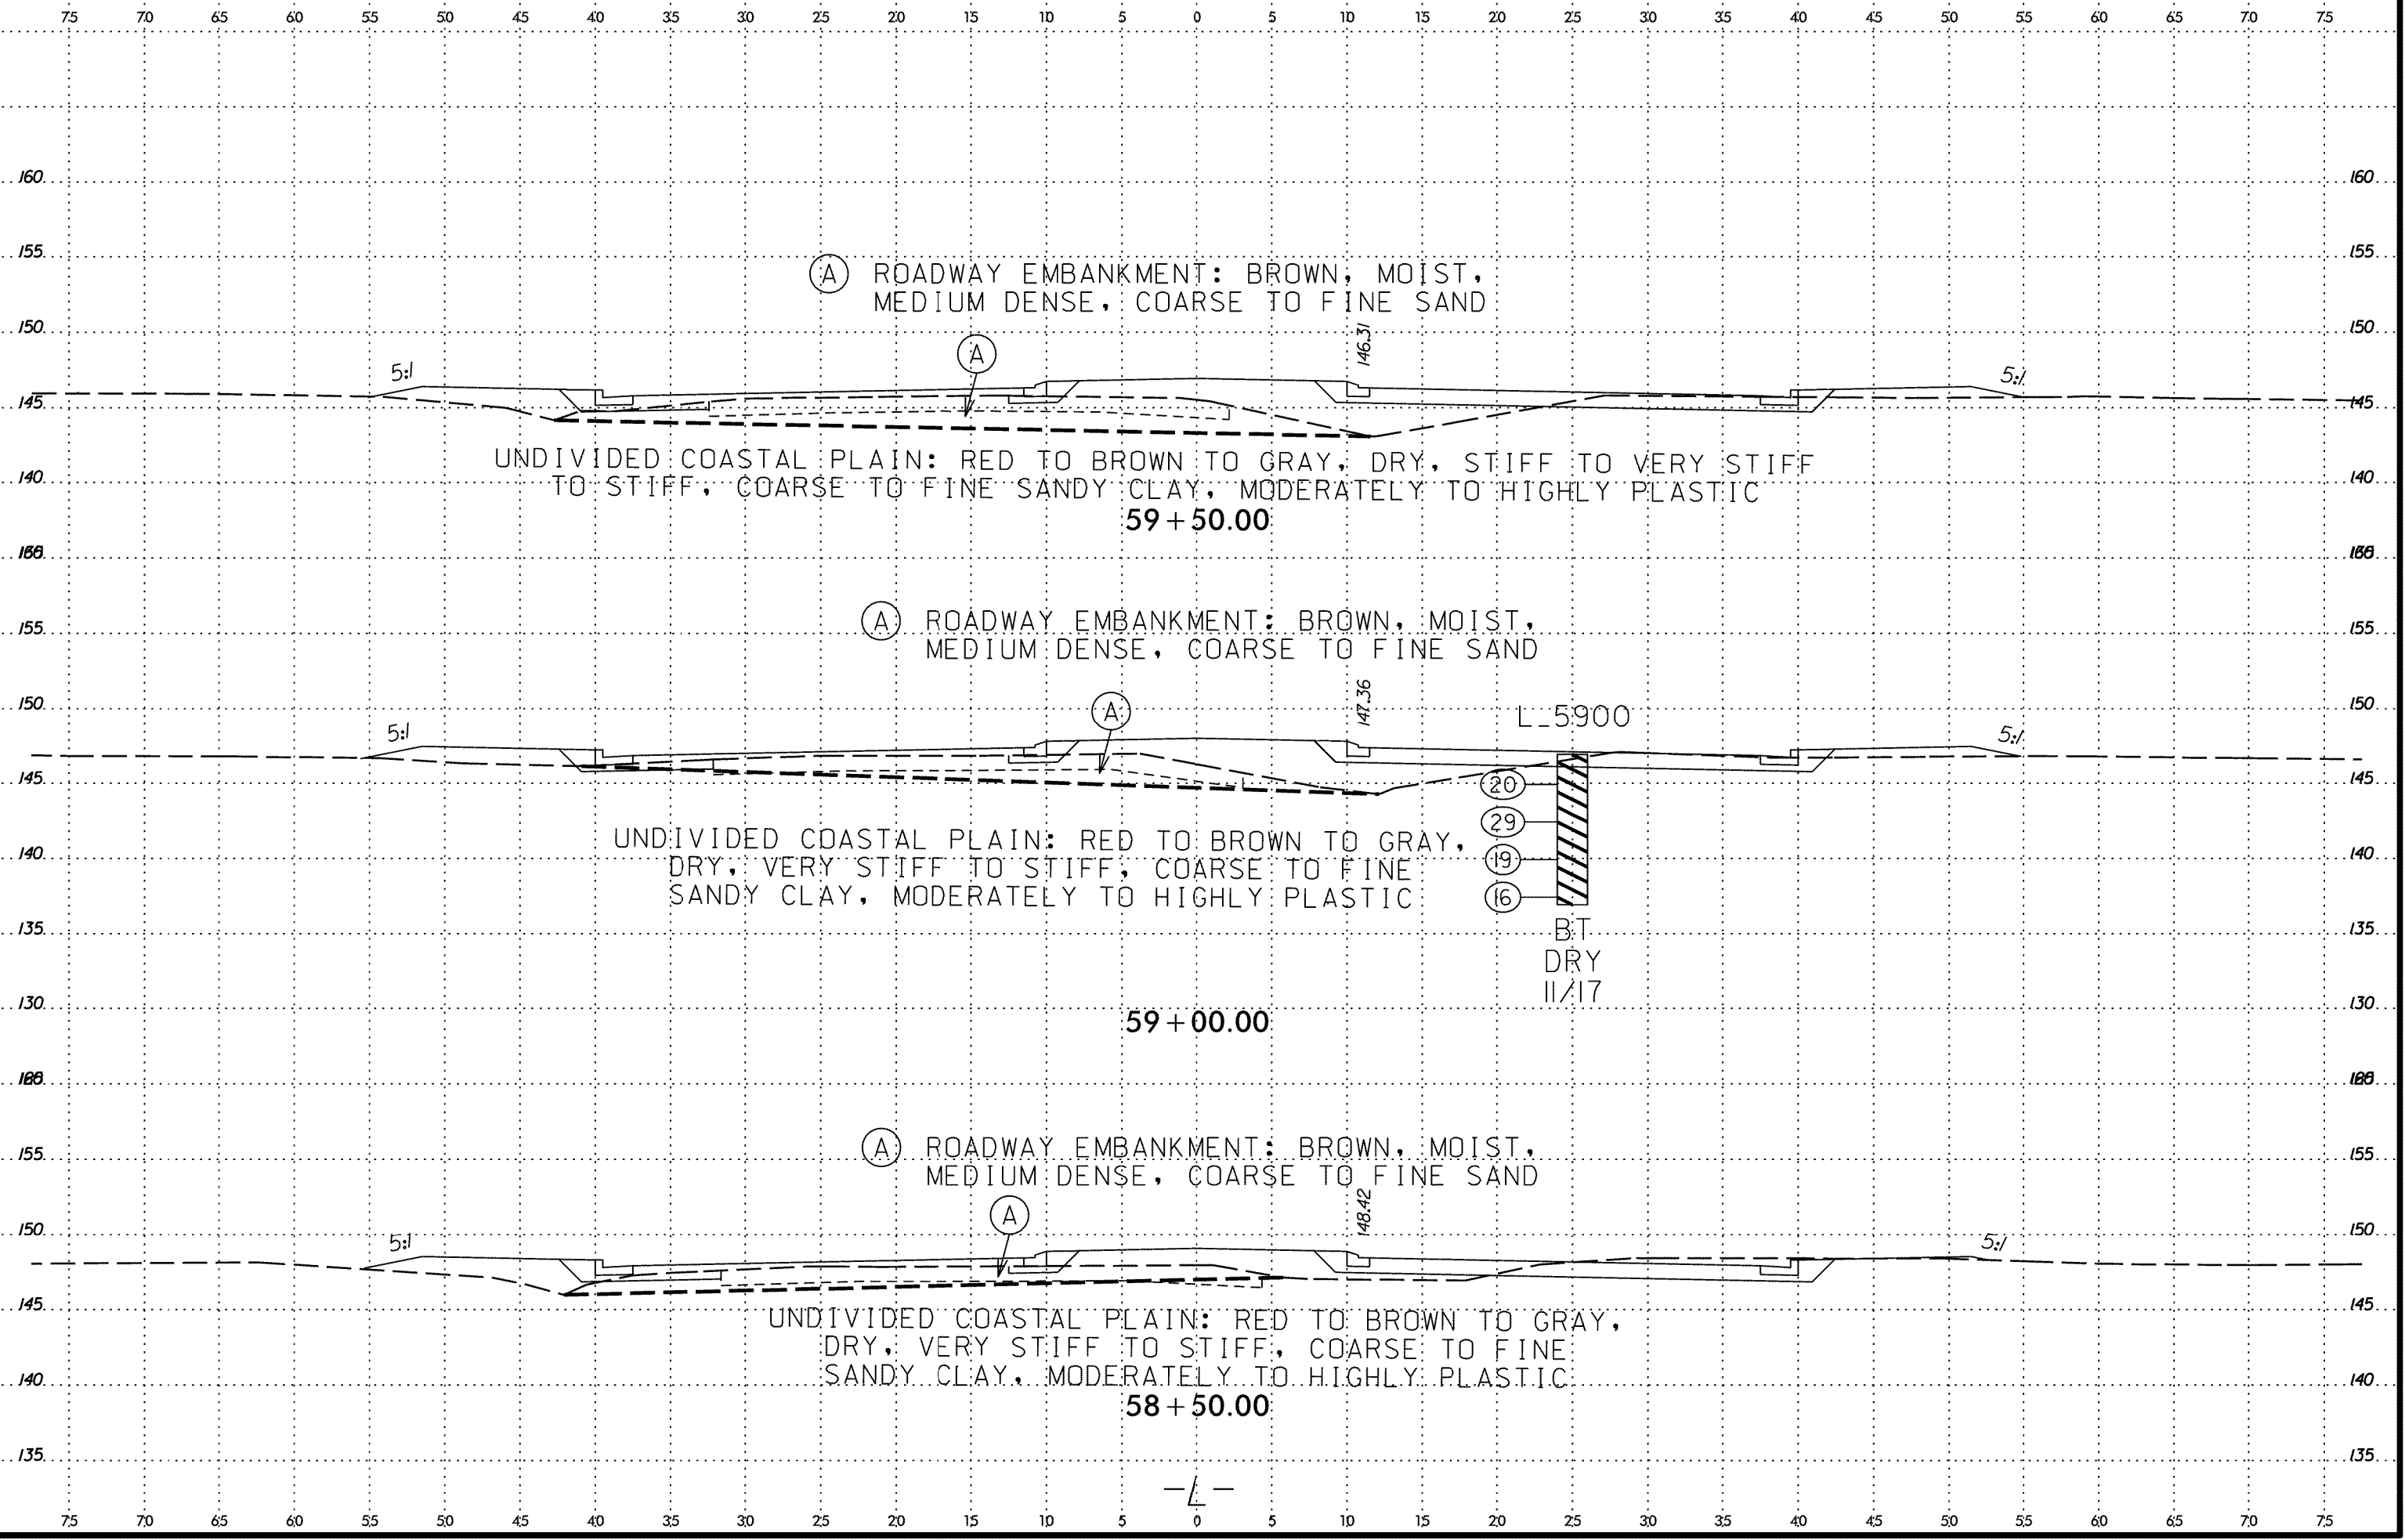 75 70 65 60 55 50 45 40 35 30 25 20 15 10 5 0 5 10 15 20 25 30 35 40 45 50 55 60 65 70 75
160 160
155 155
Ⓐ ROADWAY EMBANKMENT: BROWN, MOIST,
MEDIUM DENSE, COARSE TO FINE SAND
150 146.31 150
A
5:1 5:1
145 145
UNDIVIDED COASTAL PLAIN: RED TO BROWN TO GRAY, DRY, STIFF TO VERY STIFF
140 TO STIFF, COARSE TO FINE SANDY CLAY, MODERATELY TO HIGHLY PLASTIC 140
59+50.00
Ⓐ ROADWAY EMBANKMENT: BROWN, MOIST,
155 155
MEDIUM DENSE, COARSE TO FINE SAND
150 A 147.36 L_5900 150
5:1 5:1
145 20 145
29
UNDIVIDED COASTAL PLAIN: RED TO BROWN TO GRAY,
140 140
DRY, VERY STIFF TO STIFF, COARSE TO FINE 19
SANDY CLAY, MODERATELY TO HIGHLY PLASTIC 16
135 BT 135
DRY
11/17
130 130
59+00.00
Ⓐ ROADWAY EMBANKMENT: BROWN, MOIST,
155 155
MEDIUM DENSE, COARSE TO FINE SAND
A 148.42
150 150
5:1 5:1
145 145
UNDIVIDED COASTAL PLAIN: RED TO BROWN TO GRAY,
DRY, VERY STIFF TO STIFF, COARSE TO FINE
140 SANDY CLAY, MODERATELY TO HIGHLY PLASTIC 140
58+50.00
135 135
-L-
75 70 65 60 55 50 45 40 35 30 25 20 15 10 5 0 5 10 15 20 25 30 35 40 45 50 55 60 65 70 75